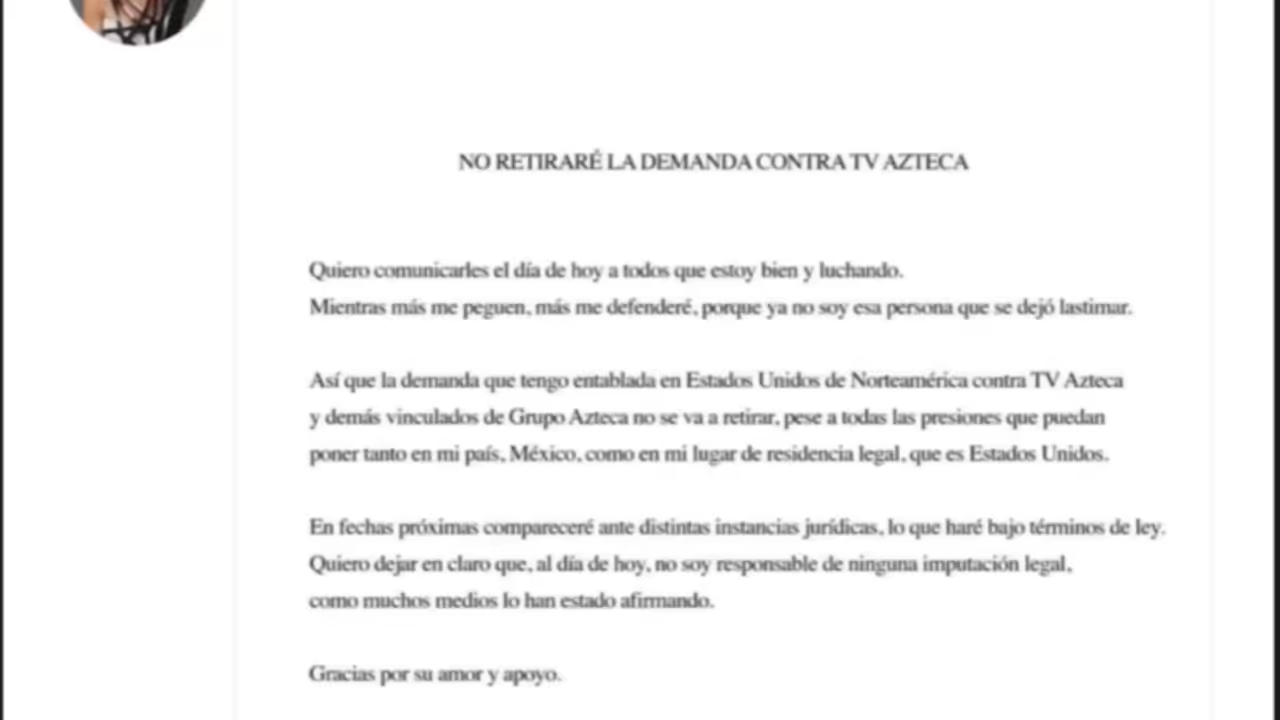 NO RETIRARÉ LA DEMANDA CONTRA TV AZTECA
Quiero comunicarles el día de hoy a todos que estoy bien y luchando.
Mientras más me peguen, más me defenderé, porque ya no soy esa persona que se dejó lastimar.
Así que la demanda que tengo entablada en Estados Unidos de Norteamérica contra TV Azteca
y demás vinculados de Grupo Azteca no se va a retirar, pese a todas las presiones que puedan
poner tanto en mi país, México, como en mi lugar de residencia legal, que es Estados Unidos.
En fechas próximas compareceré ante distintas instancias jurídicas, lo que haré bajo términos de ley.
Quiero dejar en claro que, al día de hoy, no soy responsable de ninguna imputación legal,
como muchos medios lo han estado afirmando.
Gracias por su amor y apoyo.